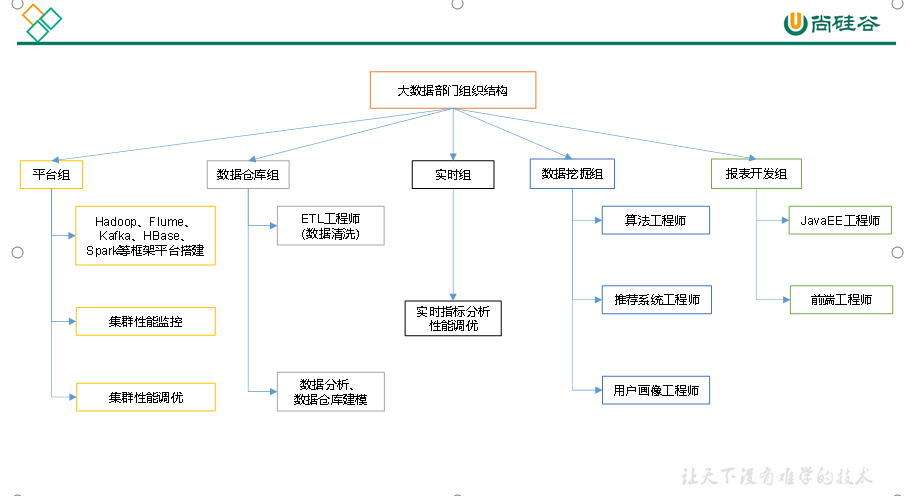 尚硅谷
大数据部门组织结构
平台组
数据仓库组
实时组
数据挖掘组
报表开发组
Hadoop、Flume、
Kafka、HBase、
Spark等框架平台搭建
集群性能监控
集群性能调优
ETL工程师
(数据清洗)
数据分析、
数据仓库建模
实时指标分析
性能调优
算法工程师
推荐系统工程师
用户画像工程师
JavaEE工程师
前端工程师
让天下没有难学的技术